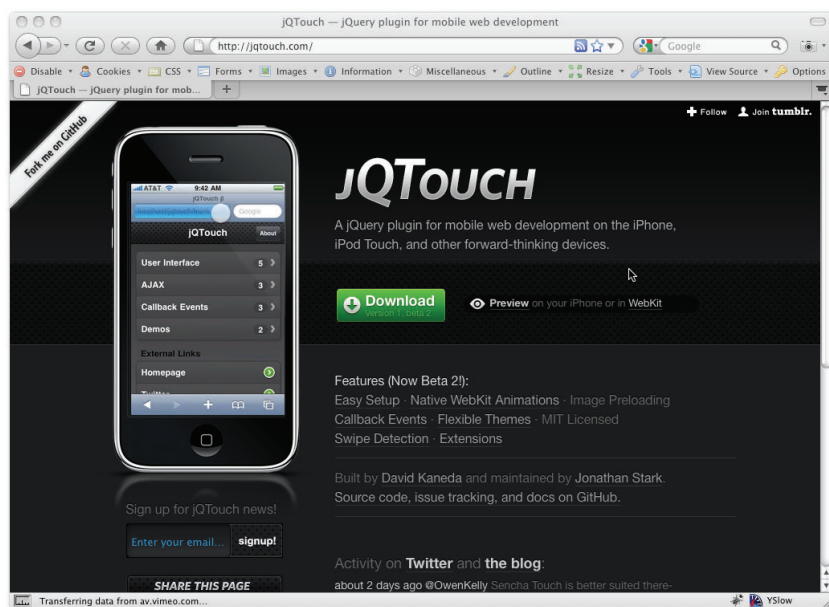 jQTouch — jQuery plugin for mobile web development
http://jqtouch.com/
Google
Disable Cookies CSS Forms Images Information Miscellaneous Outline Resize Tools View Source Options
jQTouch — jQuery plugin for mob...
Follow Join tumblr.
Fork me on GitHub
AT&T 9:42 AM
jQTouch β
Google
jQTouch About
User Interface 5
AJAX 3
Callback Events 3
Demos 2
External Links
Homepage
Twitter
jQTouch
A jQuery plugin for mobile web development on the iPhone,
iPod Touch, and other forward-thinking devices.
Download
Version 1, beta 2
Preview on your iPhone or in WebKit
Features (Now Beta 2!):
Easy Setup · Native WebKit Animations · Image Preloading
Callback Events · Flexible Themes · MIT Licensed
Swipe Detection · Extensions
Built by David Kaneda and maintained by Jonathan Stark.
Source code, issue tracking, and docs on GitHub.
Sign up for jQTouch news!
Enter your email... signup!
SHARE THIS PAGE
Activity on Twitter and the blog:
about 2 days ago @OwenKelly Sencha Touch is better suited there-
Transferring data from av.vimeo.com...
YSlow